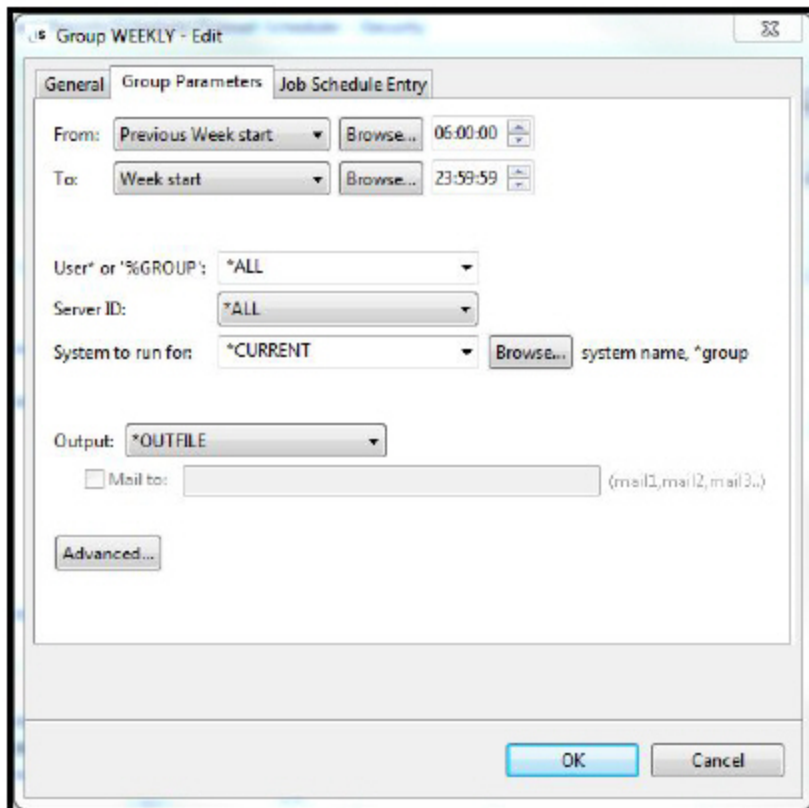 Group WEEKLY - Edit
General Group Parameters Job Schedule Entry
From: Previous Week start Browse... 06:00:00
To: Week start Browse... 23:59:59
User* or '%GROUP': *ALL
Server ID: *ALL
System to run for: *CURRENT Browse... system name, *group
Output: *OUTFILE
Mail to: (mail1,mail2,mail3..)
Advanced...
OK Cancel